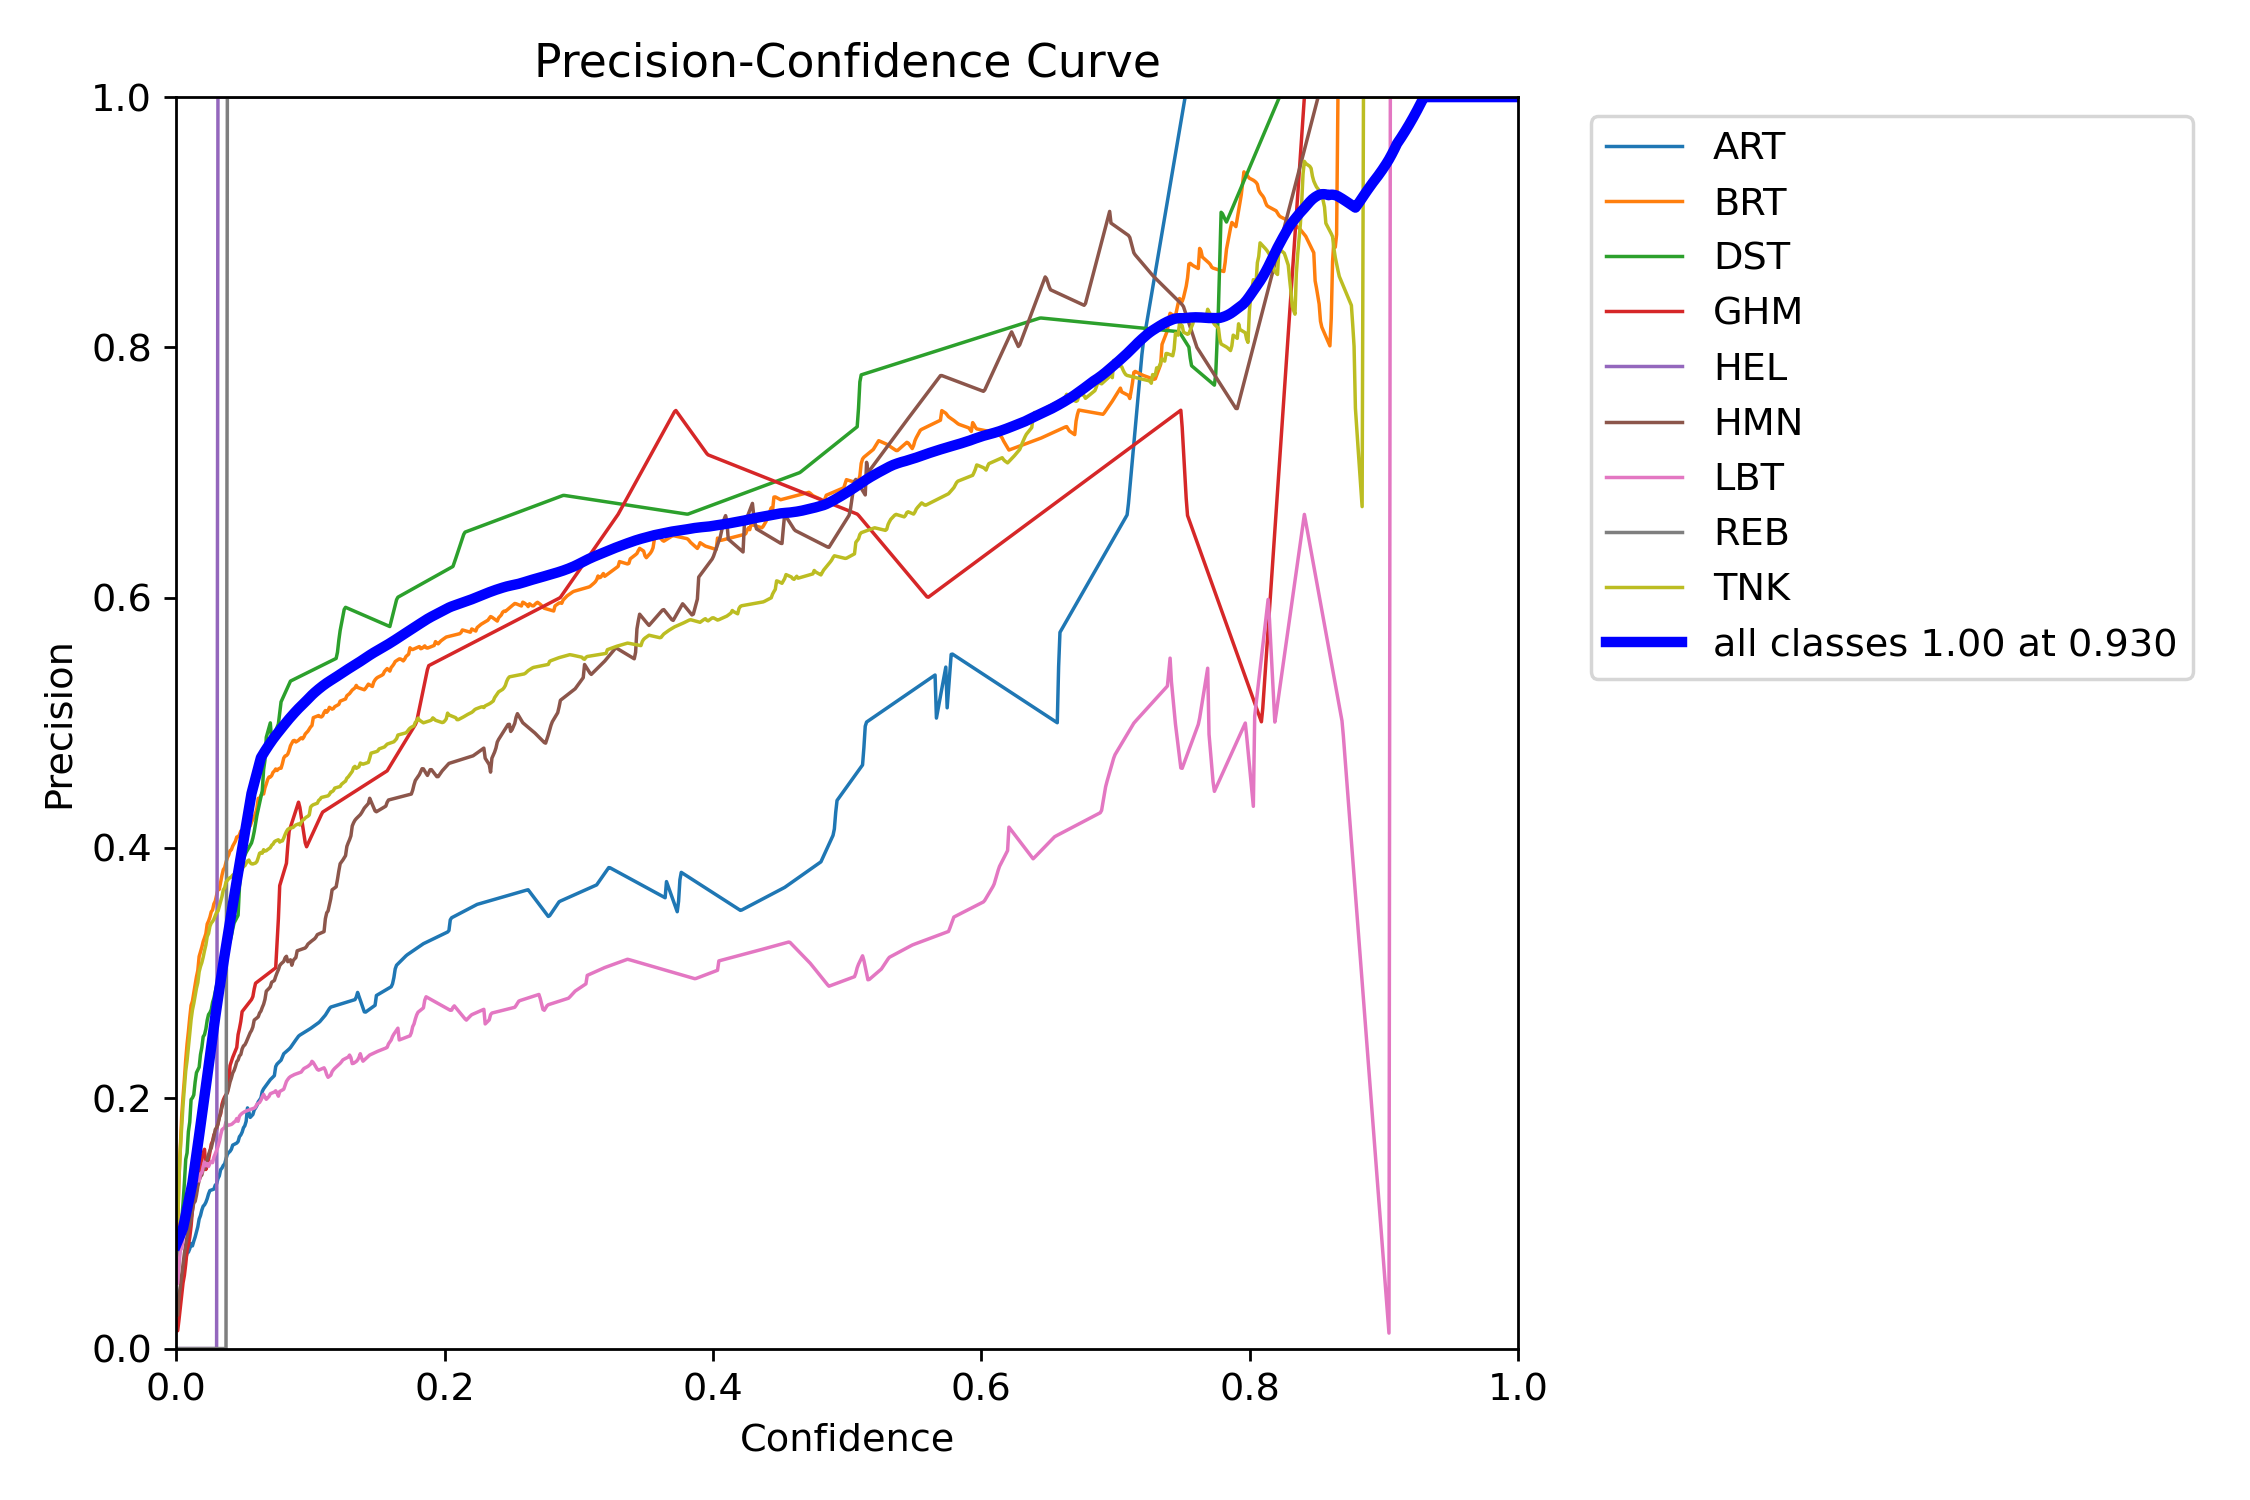 Precision-Confidence Curve
1.0
0.8
0.6
0.4
0.2
0.0
Precision
0.0 0.2 0.4 0.6 0.8 1.0
Confidence
ART
BRT
DST
GHM
HEL
HMN
LBT
REB
TNK
all classes 1.00 at 0.930